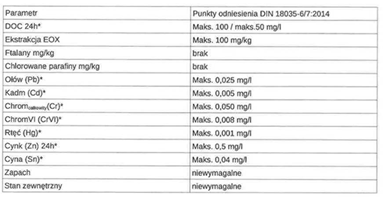 Parametr Punkty odniesienia DIN 18035-6/7:2014
DOC 24h* Maks. 100 / maks.50 mg/l
Ekstrakcja EOX Maks. 100 mg/kg
Ftalany mg/kg brak
Chlorowane parafiny mg/kg brak
Ołów (Pb)* Maks. 0,025 mg/l
Kadm (Cd)* Maks. 0,005 mg/l
Chromcałkowity(Cr)* Maks. 0,050 mg/l
ChromVI (CrVI)* Maks. 0,008 mg/l
Rtęć (Hg)* Maks. 0,001 mg/l
Cynk (Zn) 24h* Maks. 0,5 mg/l
Cyna (Sn)* Maks. 0,04 mg/l
Zapach niewymagalne
Stan zewnętrzny niewymagalne